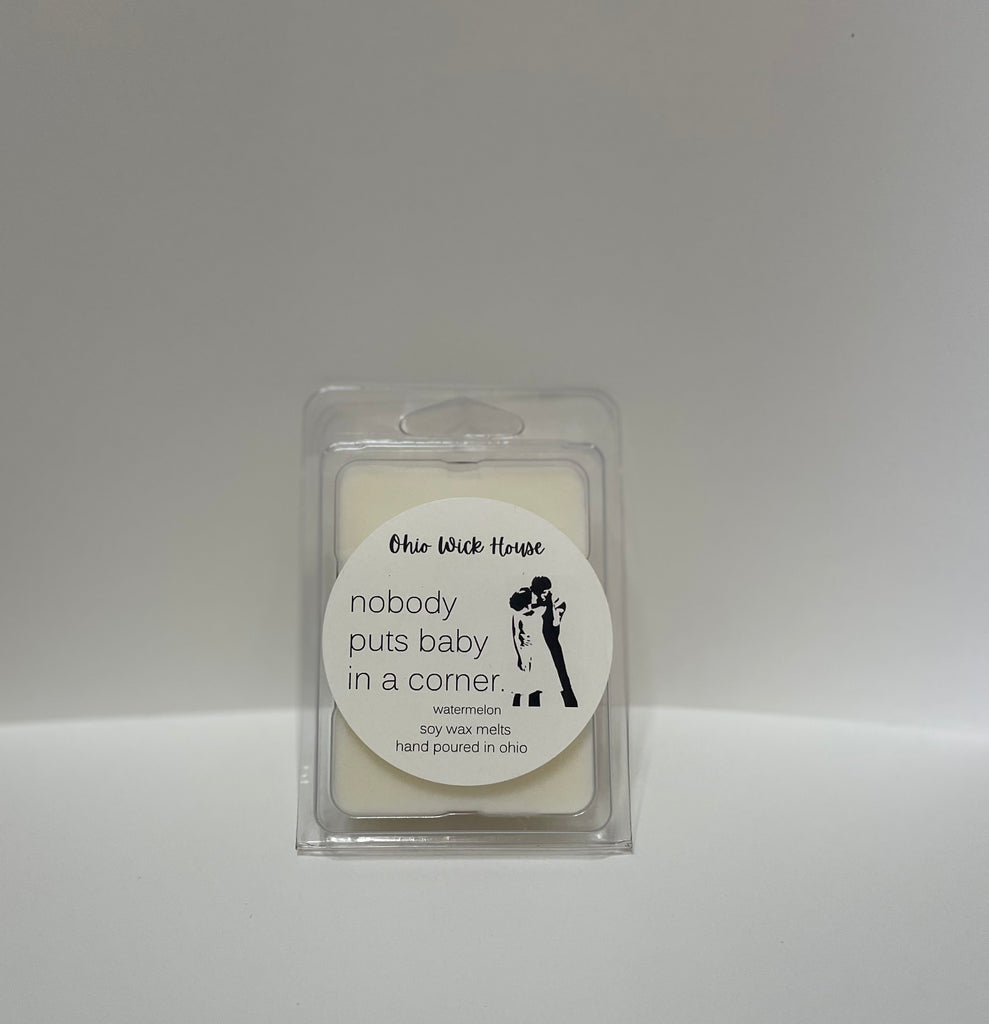 Ohio Wick House
nobody
puts baby
in a corner.
watermelon
soy wax melts
hand poured in ohio